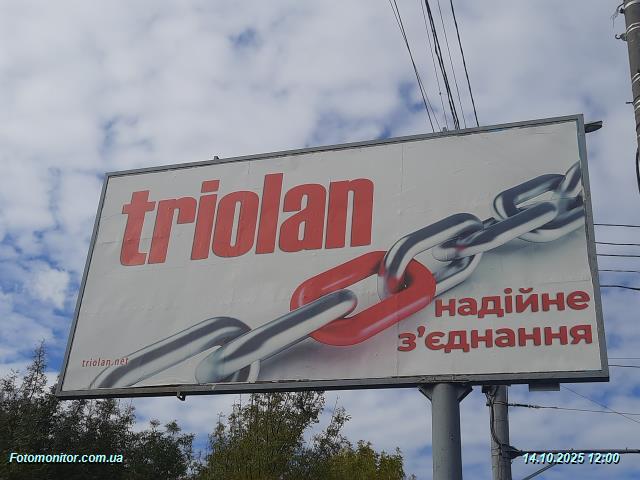 triolan
надійне
з'єднання
triolan.net
Fotomonitor.com.ua
14.10.2025 12:00